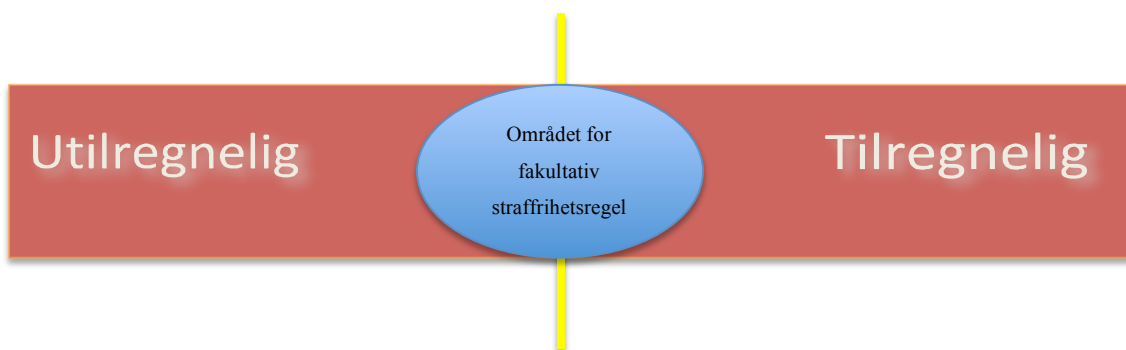 Utilregnelig
Området for
fakultativ
straffrihetsregel
Tilregnelig